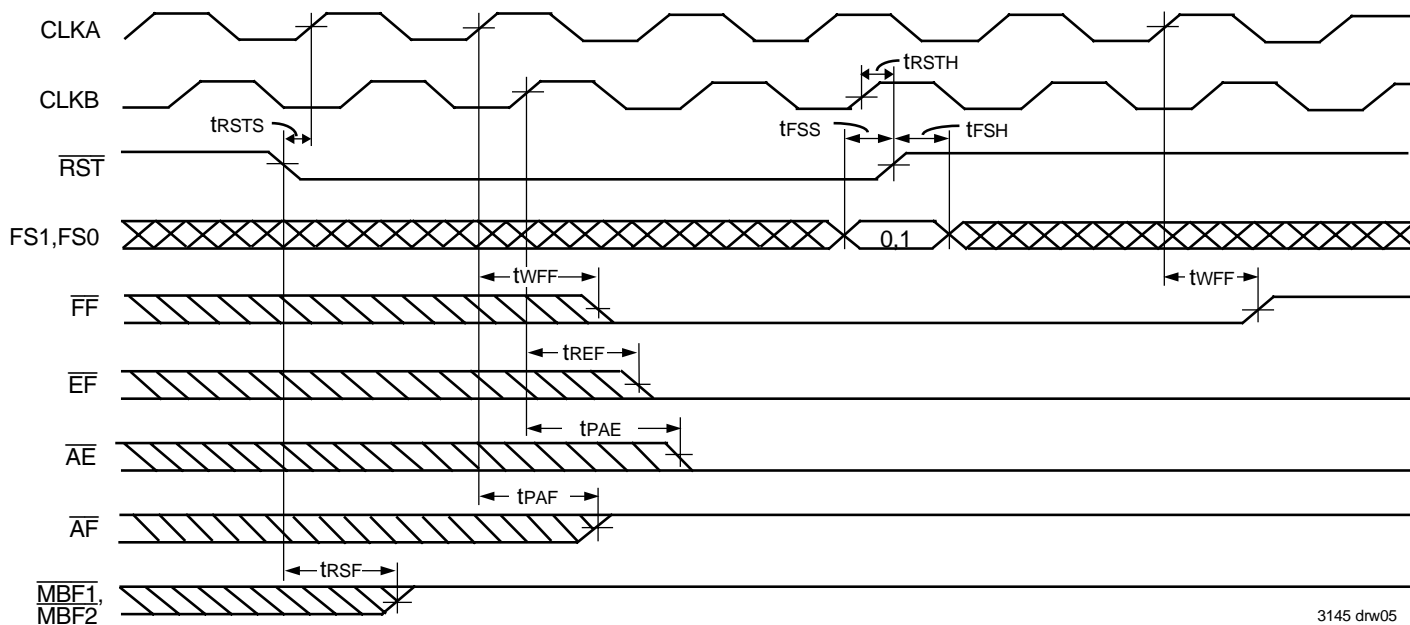 CLKA
tRSTH
CLKB
tRSTS
tFSS
tFSH
RST
FS1,FS0
0,1
tWFF
tWFF
FF
tREF
EF
tPAE
AE
tPAF
AF
tRSF
MBF1,
MBF2
3145 drw05